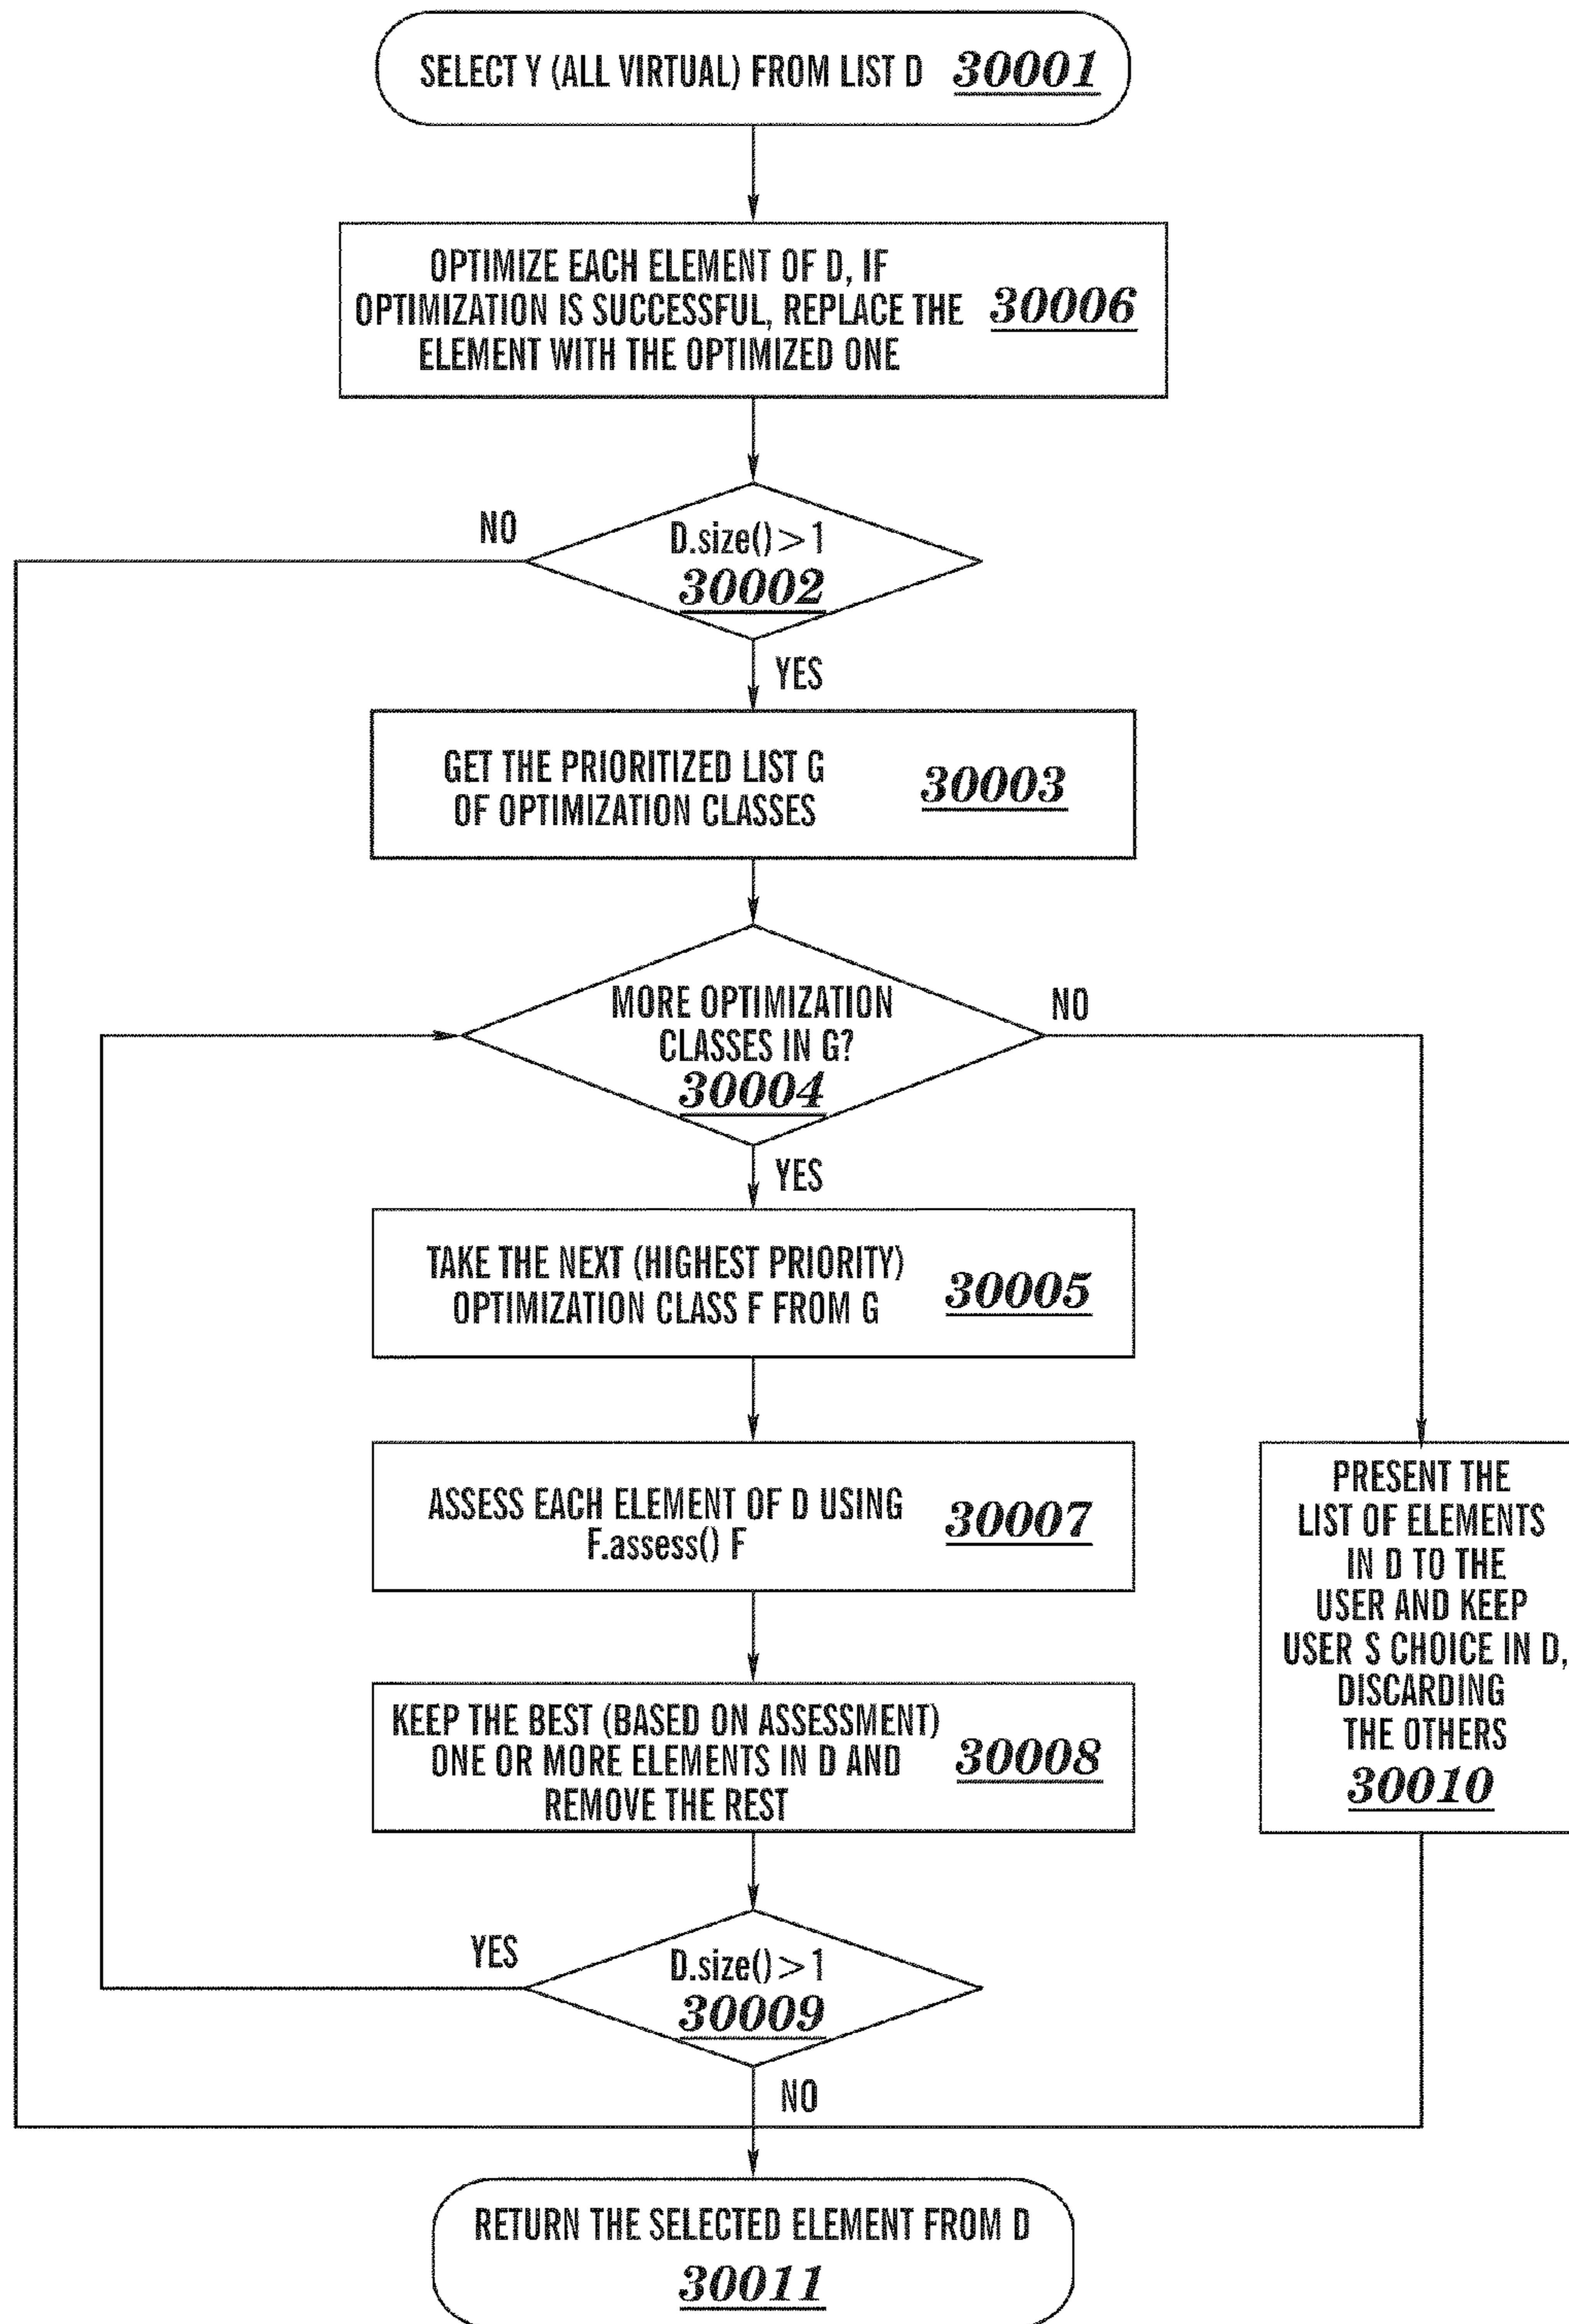 SELECT Y (ALL VIRTUAL) FROM LIST D 30001
OPTIMIZE EACH ELEMENT OF D, IF
OPTIMIZATION IS SUCCESSFUL, REPLACE THE 30006
ELEMENT WITH THE OPTIMIZED ONE
NO
D.size()>1
30002
YES
GET THE PRIORITIZED LIST G
OF OPTIMIZATION CLASSES
30003
MORE OPTIMIZATION
CLASSES IN G?
30004
NO
YES
TAKE THE NEXT (HIGHEST PRIORITY)
OPTIMIZATION CLASS F FROM G
30005
ASSESS EACH ELEMENT OF D USING
F.assess() F
30007
PRESENT THE
LIST OF ELEMENTS
IN D TO THE
USER AND KEEP
USER S CHOICE IN D,
DISCARDING
THE OTHERS
30010
KEEP THE BEST (BASED ON ASSESSMENT)
ONE OR MORE ELEMENTS IN D AND
REMOVE THE REST
30008
YES
D.size()>1
30009
NO
RETURN THE SELECTED ELEMENT FROM D
30011